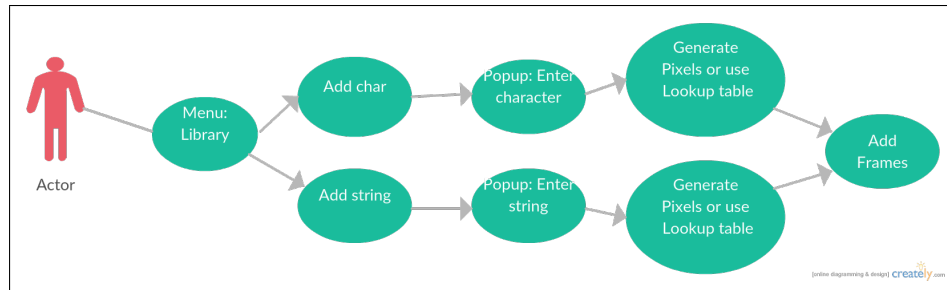 Actor
Menu:
Library
Add char
Popup: Enter
character
Generate
Pixels or use
Lookup table
Add string
Popup: Enter
string
Generate
Pixels or use
Lookup table
Add
Frames
[online diagramming & design] creately.com